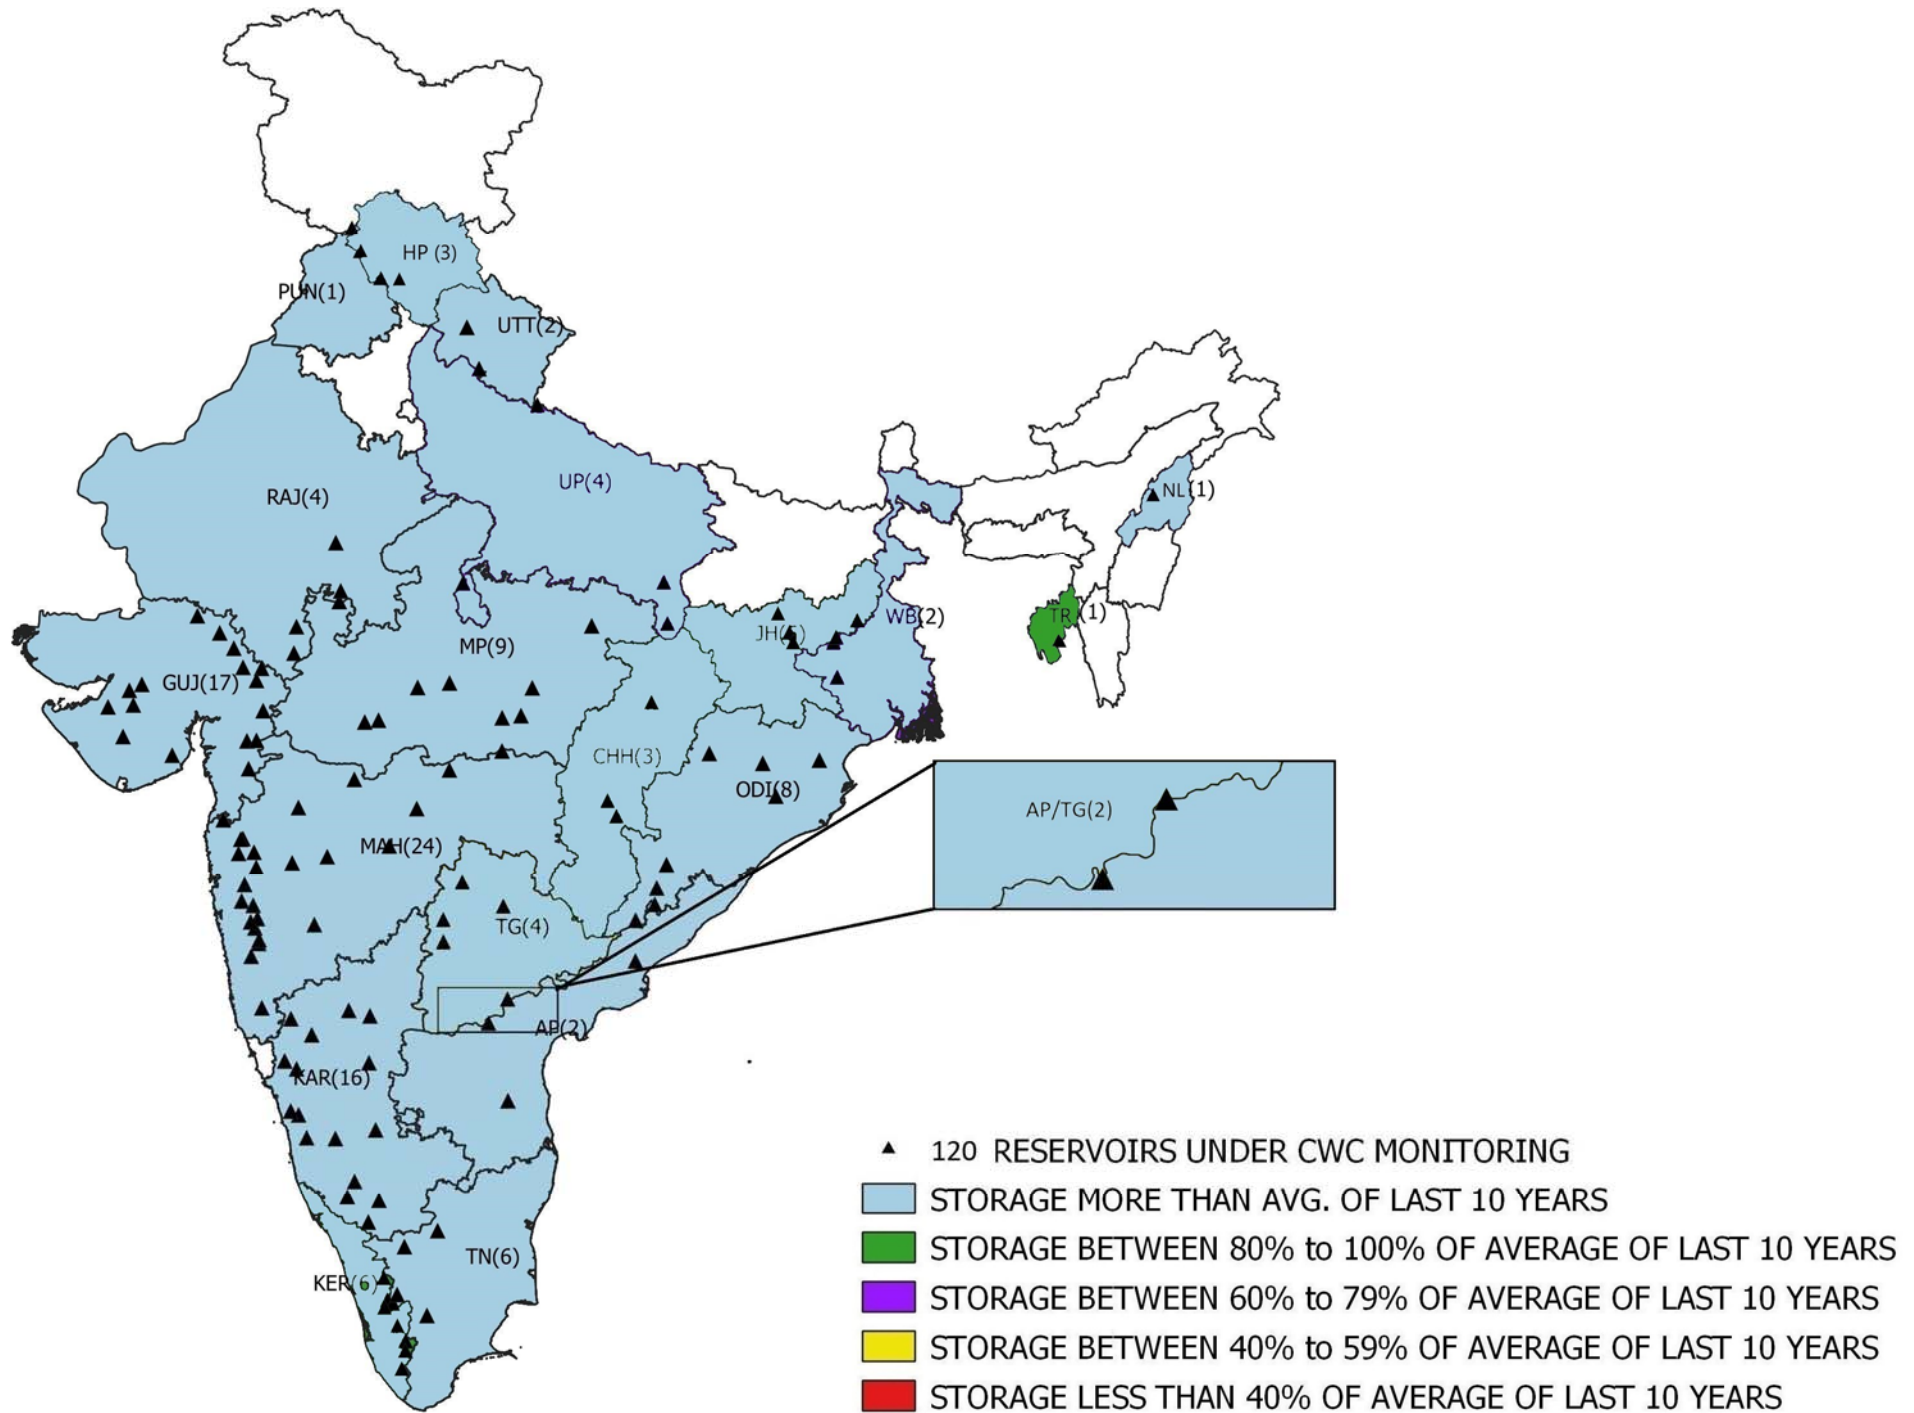 HP (3)
PUN(1)
UTT(2)
RAJ(4)
UP(4)
NL(1)
TR (1)
WB(2)
JH(5)
MP(9)
GUJ(17)
CHH(3)
ODI(8)
AP/TG(2)
MAH(24)
TG(4)
AP(2)
KAR(16)
TN(6)
KER(6)
120 RESERVOIRS UNDER CWC MONITORING
STORAGE MORE THAN AVG. OF LAST 10 YEARS
STORAGE BETWEEN 80% to 100% OF AVERAGE OF LAST 10 YEARS
STORAGE BETWEEN 60% to 79% OF AVERAGE OF LAST 10 YEARS
STORAGE BETWEEN 40% to 59% OF AVERAGE OF LAST 10 YEARS
STORAGE LESS THAN 40% OF AVERAGE OF LAST 10 YEARS